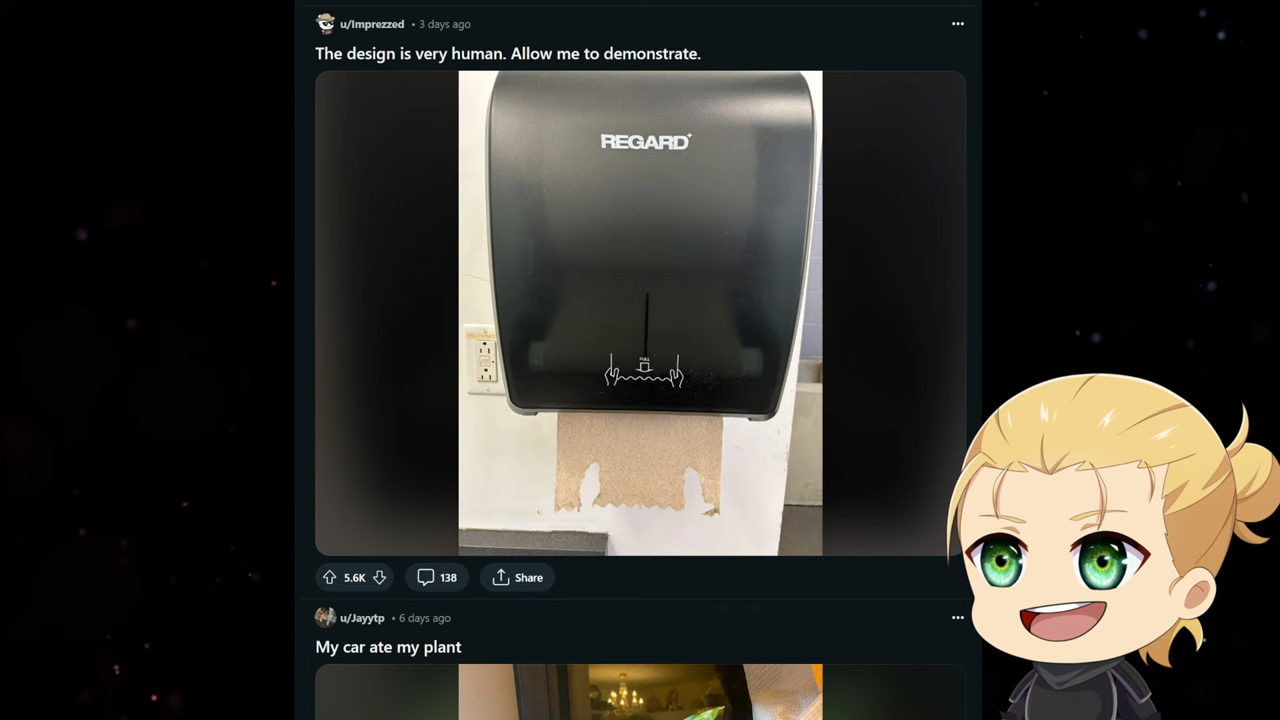 u/Imprezzed • 3 days ago
The design is very human. Allow me to demonstrate.
REGARD+
PULL
5.6K
138
Share
u/Jayytp • 6 days ago
My car ate my plant